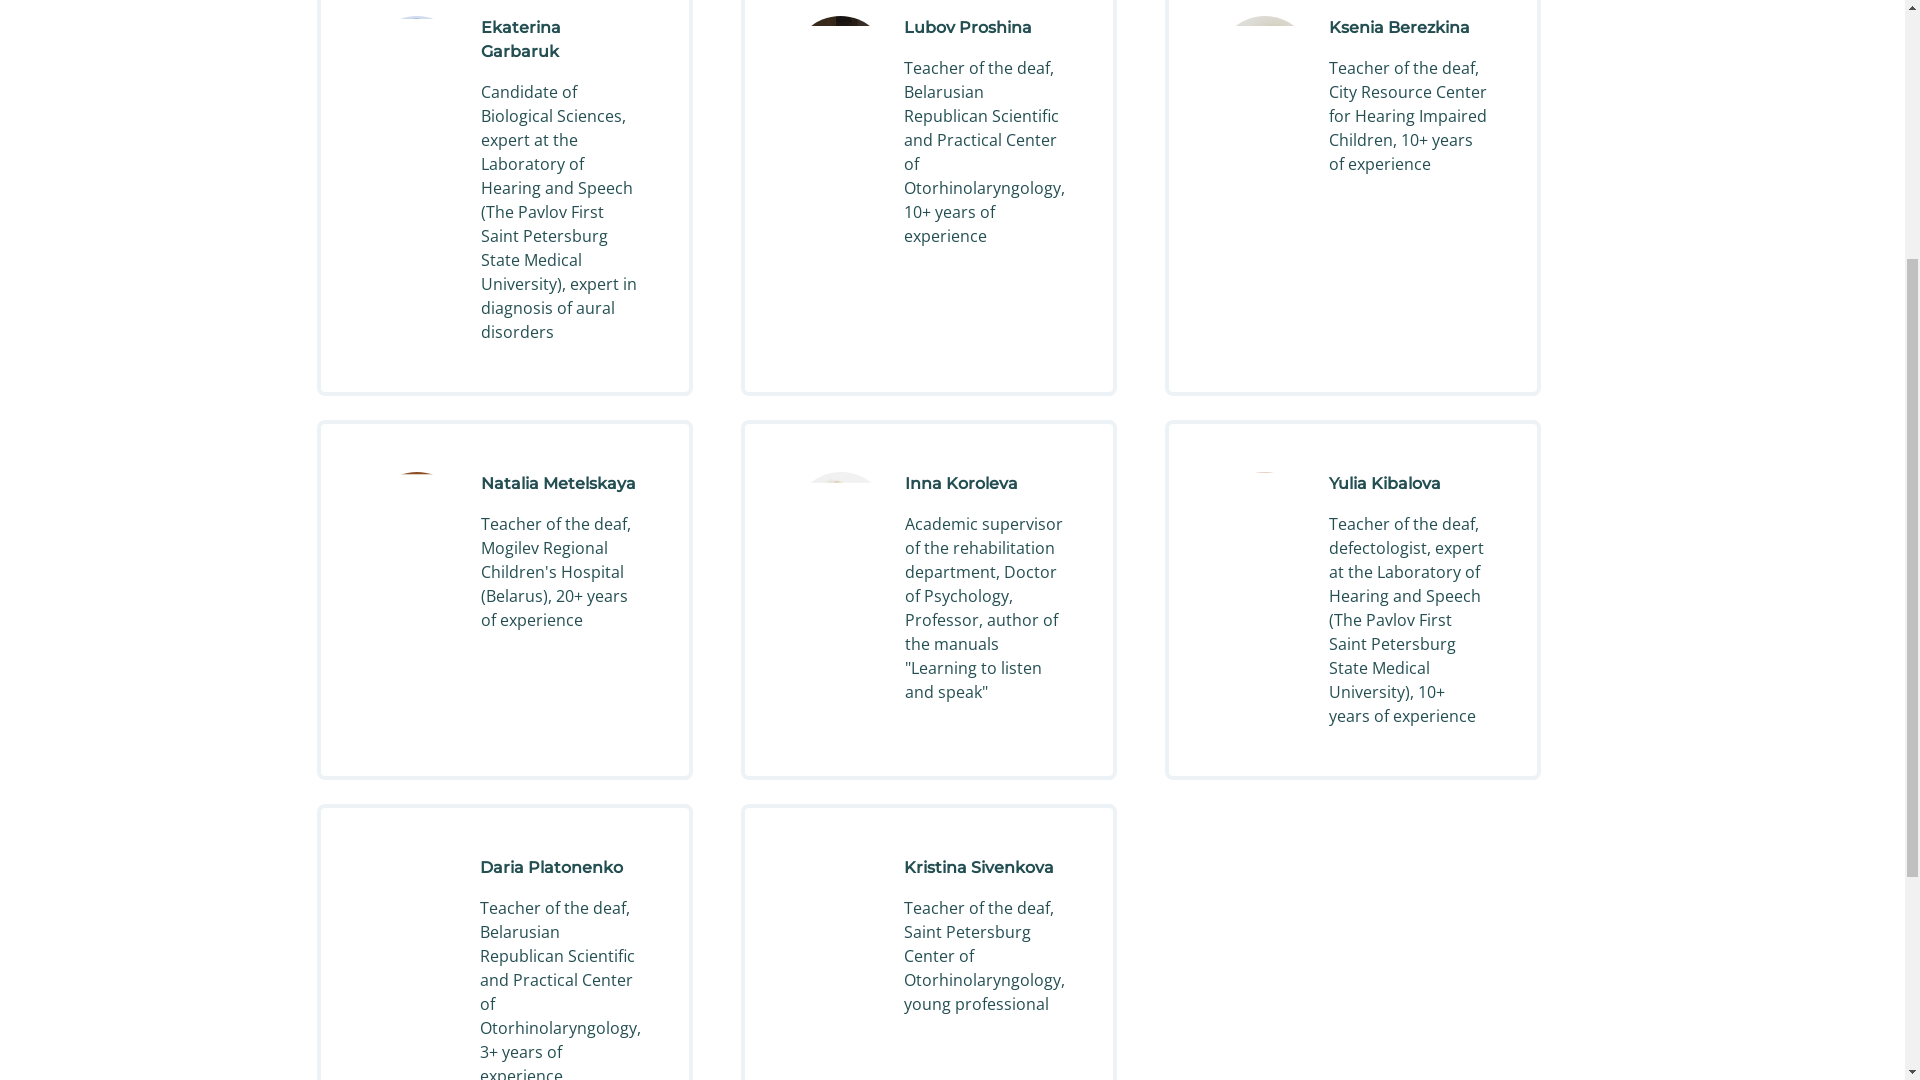 Ekaterina
Garbaruk
Candidate of
Biological Sciences,
expert at the
Laboratory of
Hearing and Speech
(The Pavlov First
Saint Petersburg
State Medical
University), expert in
diagnosis of aural
disorders
Lubov Proshina
Teacher of the deaf,
Belarusian
Republican Scientific
and Practical Center
of
Otorhinolaryngology,
10+ years of
experience
Ksenia Berezkina
Teacher of the deaf,
City Resource Center
for Hearing Impaired
Children, 10+ years
of experience
Natalia Metelskaya
Teacher of the deaf,
Mogilev Regional
Children's Hospital
(Belarus), 20+ years
of experience
Inna Koroleva
Academic supervisor
of the rehabilitation
department, Doctor
of Psychology,
Professor, author of
the manuals
"Learning to listen
and speak"
Yulia Kibalova
Teacher of the deaf,
defectologist, expert
at the Laboratory of
Hearing and Speech
(The Pavlov First
Saint Petersburg
State Medical
University), 10+
years of experience
Daria Platonenko
Teacher of the deaf,
Belarusian
Republican Scientific
and Practical Center
of
Otorhinolaryngology,
3+ years of
experience
Kristina Sivenkova
Teacher of the deaf,
Saint Petersburg
Center of
Otorhinolaryngology,
young professional